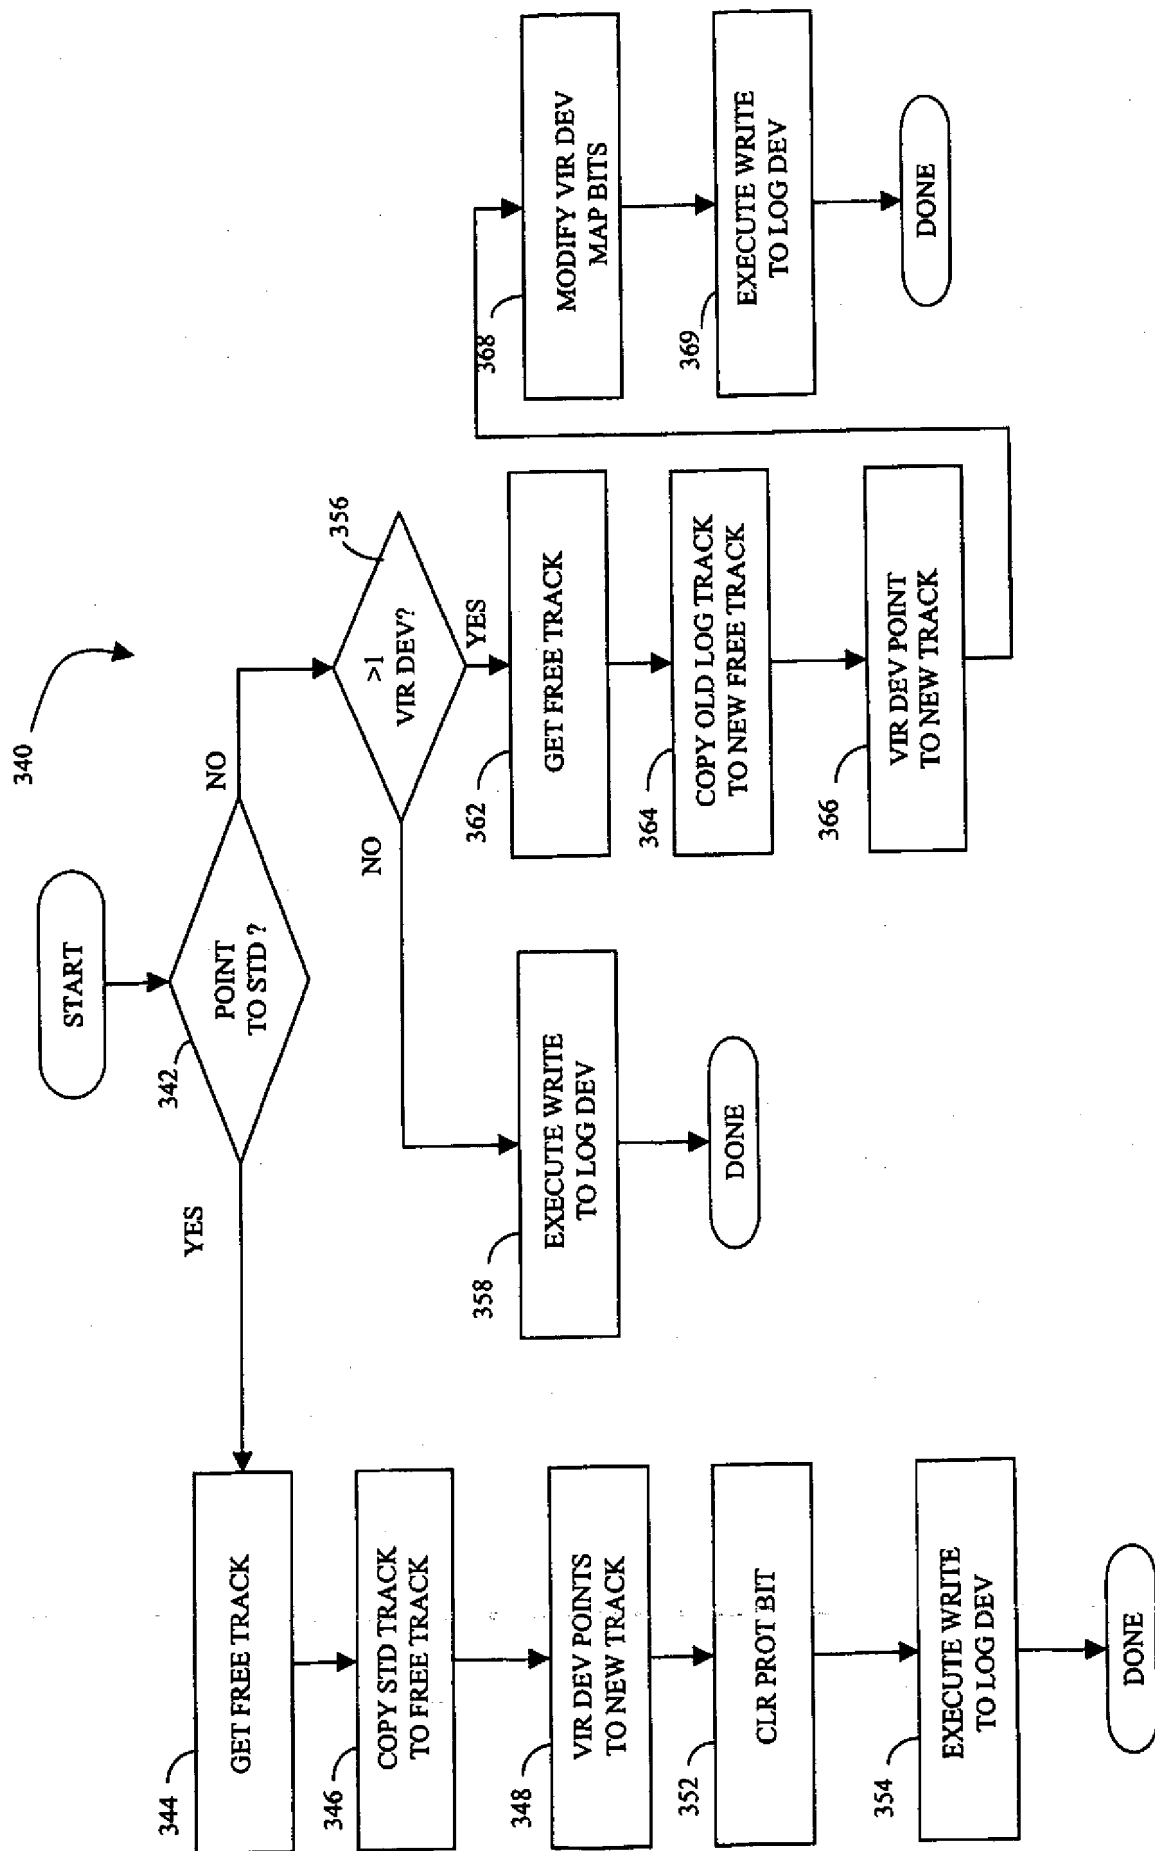 340
START
342
POINT
TO STD ?
YES
NO
344
GET FREE TRACK
346
COPY STD TRACK
TO FREE TRACK
348
VIR DEV POINTS
TO NEW TRACK
352
CLR PROT BIT
354
EXECUTE WRITE
TO LOG DEV
DONE
356
>1
VIR DEV?
NO
YES
358
EXECUTE WRITE
TO LOG DEV
DONE
362
GET FREE TRACK
364
COPY OLD LOG TRACK
TO NEW FREE TRACK
366
VIR DEV POINT
TO NEW TRACK
368
MODIFY VIR DEV
MAP BITS
369
EXECUTE WRITE
TO LOG DEV
DONE